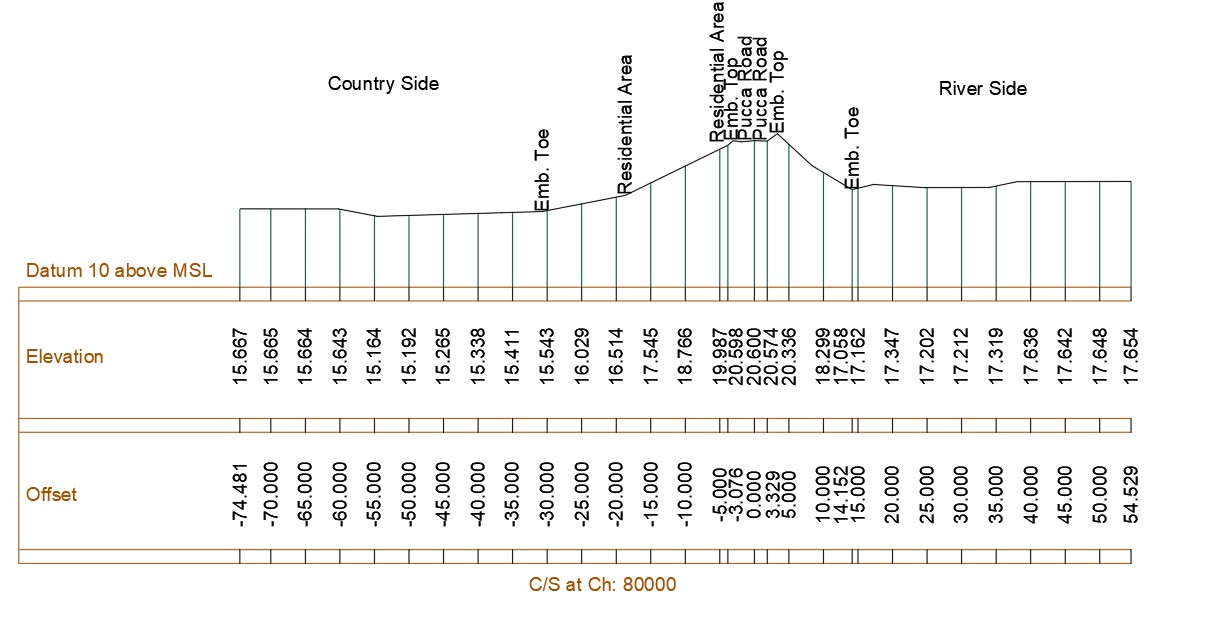 Country Side
River Side
Emb. Toe
Residential Area
Residential Area
Emb. Top
Pucca Road
Pucca Road
Emb. Top
Emb. Toe
Datum 10 above MSL
Elevation
15.667 15.665 15.664 15.643 15.164 15.192 15.265 15.338 15.411 15.543 16.029 16.514 17.545 18.766 19.987 20.598 20.600 20.574 20.336 18.299 17.058 17.162 17.347 17.202 17.212 17.319 17.636 17.642 17.648 17.654
Offset
-74.481 -70.000 -65.000 -60.000 -55.000 -50.000 -45.000 -40.000 -35.000 -30.000 -25.000 -20.000 -15.000 -10.000 -5.000 -3.076 0.000 3.329 5.000 10.000 14.152 15.000 20.000 25.000 30.000 35.000 40.000 45.000 50.000 54.529
C/S at Ch: 80000